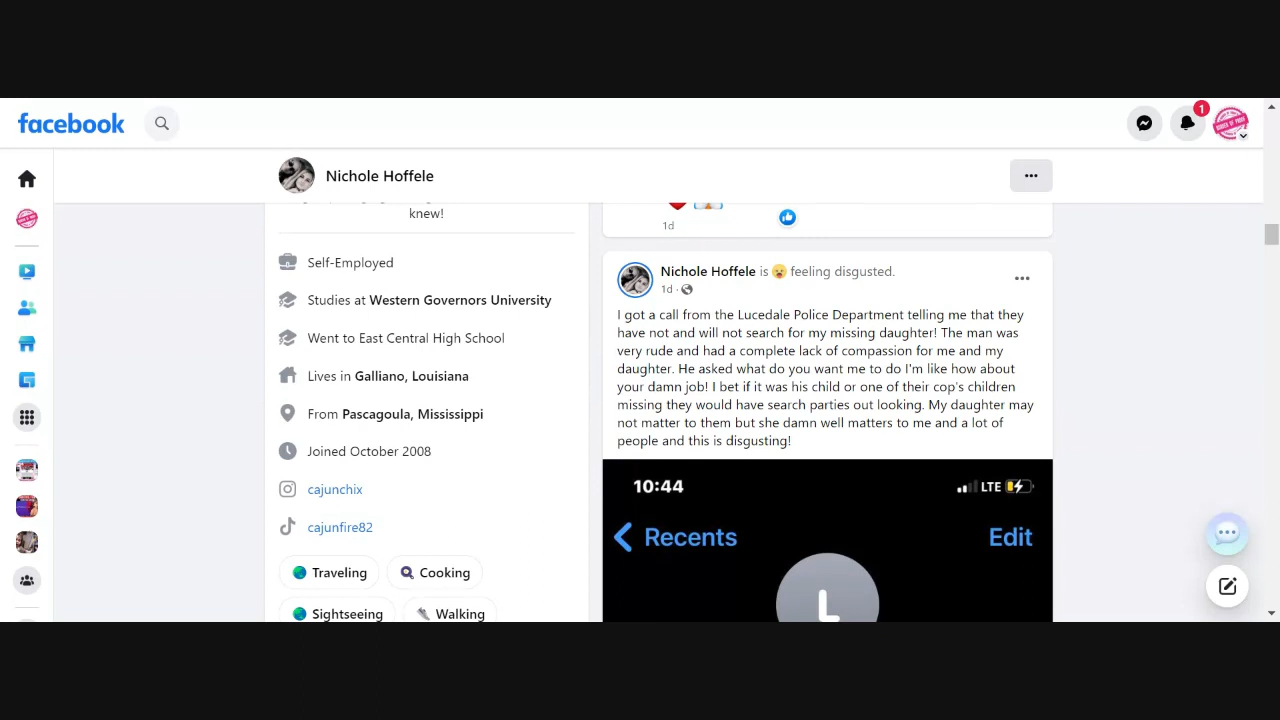 facebook
1
Nichole Hoffele
knew!
1d
Self-Employed
Studies at Western Governors University
Went to East Central High School
Lives in Galliano, Louisiana
From Pascagoula, Mississippi
Joined October 2008
cajunchix
cajunfire82
Traveling
Cooking
Sightseeing
Walking
Nichole Hoffele is 😦 feeling disgusted.
1d ·
I got a call from the Lucedale Police Department telling me that they
have not and will not search for my missing daughter! The man was
very rude and had a complete lack of compassion for me and my
daughter. He asked what do you want me to do I'm like how about
your damn job! I bet if it was his child or one of their cop's children
missing they would have search parties out looking. My daughter may
not matter to them but she damn well matters to me and a lot of
people and this is disgusting!
10:44
LTE
Recents
Edit
L